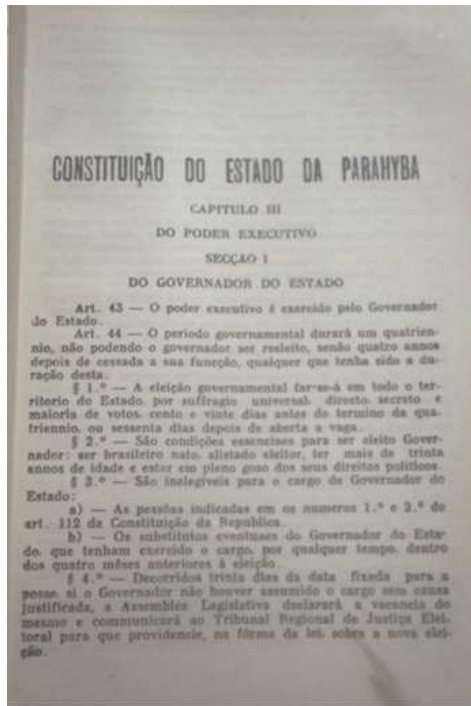 CONSTITUIÇÃO DO ESTADO DA PARAHYBA
CAPITULO III
DO PODER EXECUTIVO
SECÇÃO I
DO GOVERNADOR DO ESTADO
Art. 43 — O poder executivo é exercido pelo Governador
do Estado.
Art. 44 — O periodo governamental durará um quatrien-
nio, não podendo o governador ser reeleito, senão quatro annos
depois de cessada a sua funcção, qualquer que tenha sido a du-
ração desta.
§ 1.º — A eleição governamental far-se-á em todo o ter-
ritorio do Estado, por suffragio universal, directo, secreto e
maioria de votos, cento e vinte dias antes do termino da qua-
triennio, ou sessenta dias depois de aberta a vaga.
§ 2.º — São condições essenciaes para ser eleito Gover-
nador: ser brasileiro nato, alistado eleitor, ter mais de trinta
annos de idade e estar em pleno goso dos seus direitos politicos.
§ 3.º — São inelegiveis para o cargo de Governador do
Estado:
a) — As pessôas indicadas em os numeros 1.º e 2.º do
art. 112 da Constituição da Republica.
b) — Os substitutos eventuaes do Governador do Esta-
do, que tenham exercido o cargo, por qualquer tempo, dentro
dos quatro mêses anteriores à eleição.
§ 4.º — Decorridos trinta dias da data fixada para a
posse, si o Governador não houver assumido o cargo sem causa
justificada, a Assembléa Legislativa declarará a vacancia do
mesmo e communicará ao Tribunal Regional de Justiça Elei-
toral para que providencie, na fórma da lei, sobre a nova elei-
ção.